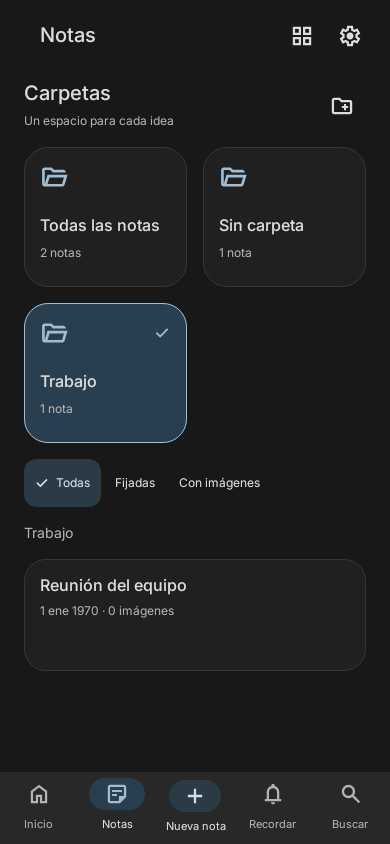 Notas
Carpetas
Un espacio para cada idea
Todas las notas
2 notas
Sin carpeta
1 nota
Trabajo
1 nota
Todas
Fijadas
Con imágenes
Trabajo
Reunión del equipo
1 ene 1970 · 0 imágenes
Inicio
Notas
Nueva nota
Recordar
Buscar